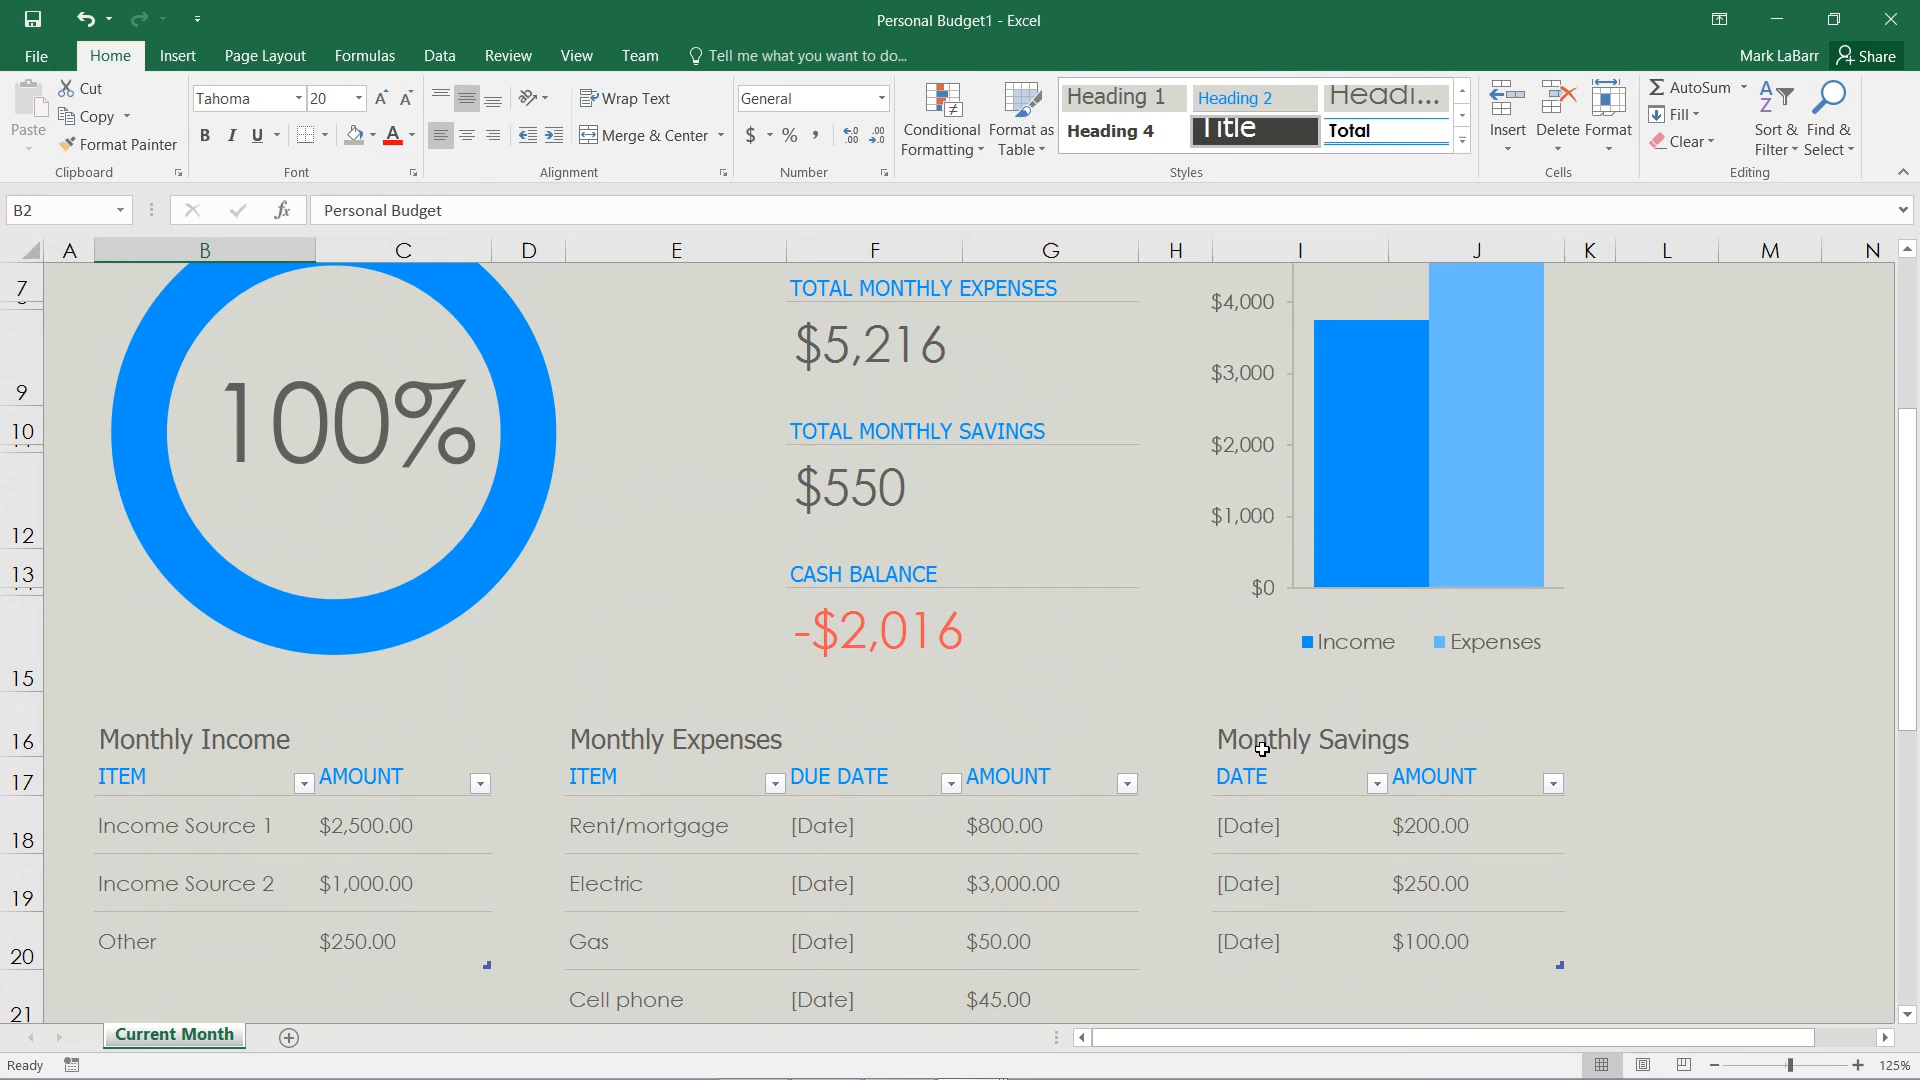 Personal Budget1 - Excel
File Home Insert Page Layout Formulas Data Review View Team Tell me what you want to do... Mark LaBarr Share
Paste
Cut
Copy
Format Painter
Clipboard
Tahoma 20
B I U
Font
Wrap Text
Merge & Center
Alignment
General
$ % ,
Number
Conditional Formatting
Format as Table
Heading 1 Heading 2 Headi...
Heading 4 Title Total
Styles
Insert Delete Format
Cells
AutoSum
Fill
Clear
Sort & Filter
Find & Select
Editing
B2 fx Personal Budget
A B C D E F G H I J K L M N
7
9
10
12
13
15
16
17
18
19
20
21
100%
TOTAL MONTHLY EXPENSES
$5,216
TOTAL MONTHLY SAVINGS
$550
CASH BALANCE
-$2,016
$4,000
$3,000
$2,000
$1,000
$0
Income Expenses
Monthly Income
ITEM AMOUNT
Income Source 1 $2,500.00
Income Source 2 $1,000.00
Other $250.00
Monthly Expenses
ITEM DUE DATE AMOUNT
Rent/mortgage [Date] $800.00
Electric [Date] $3,000.00
Gas [Date] $50.00
Cell phone [Date] $45.00
Monthly Savings
DATE AMOUNT
[Date] $200.00
[Date] $250.00
[Date] $100.00
Current Month
Ready 125%